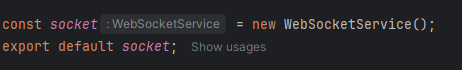 const socket : WebSocketService = new WebSocketService();
export default socket; Show usages